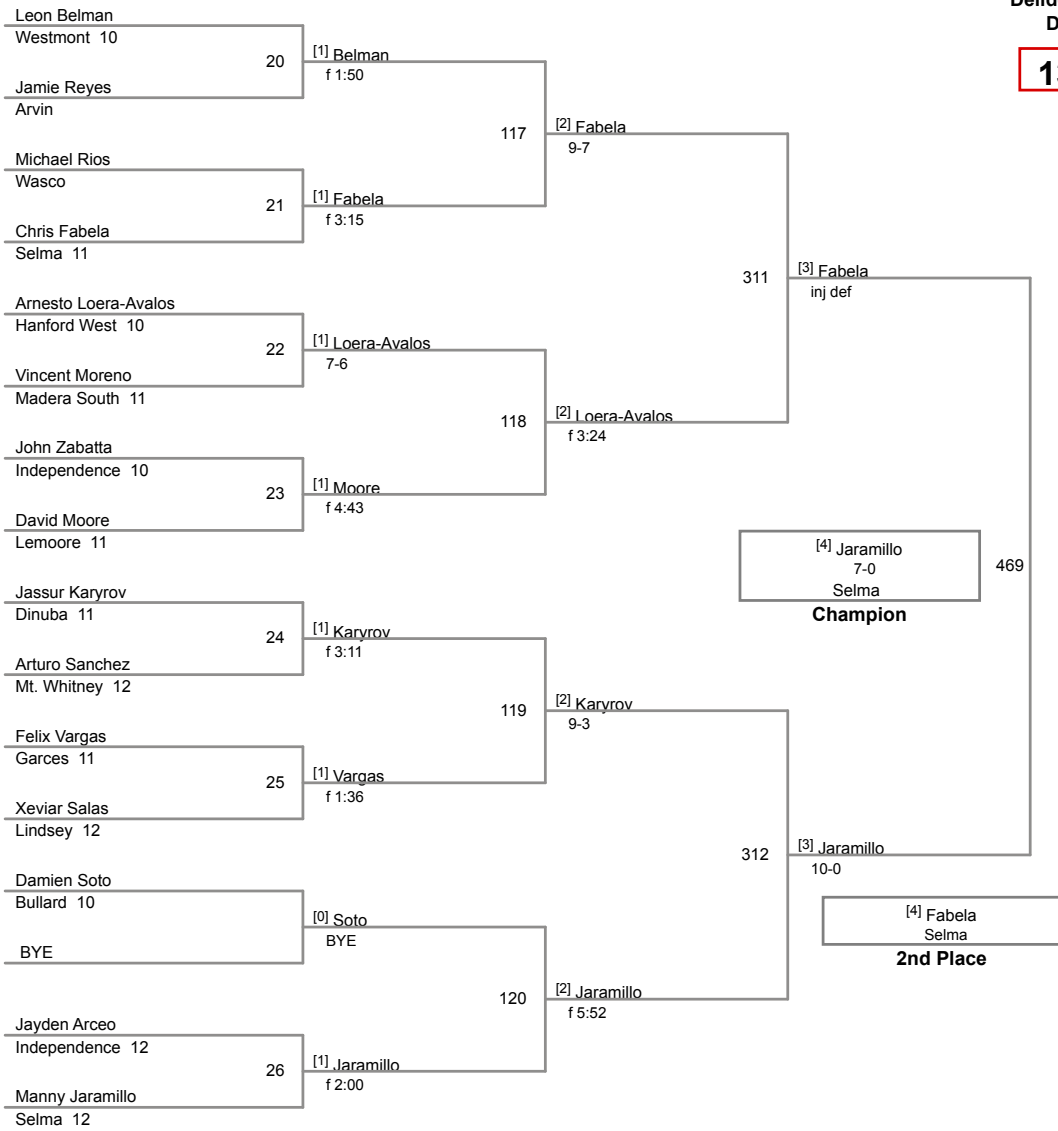 Leon Belman
Westmont 10
20
[1] Belman
f 1:50
Jamie Reyes
Arvin
117
[2] Fabela
9-7
Michael Rios
Wasco
21
[1] Fabela
f 3:15
Chris Fabela
Selma 11
311
[3] Fabela
inj def
Arnesto Loera-Avalos
Hanford West 10
22
[1] Loera-Avalos
7-6
Vincent Moreno
Madera South 11
118
[2] Loera-Avalos
f 3:24
John Zabatta
Independence 10
23
[1] Moore
f 4:43
David Moore
Lemoore 11
[4] Jaramillo
7-0
Selma
Champion
469
Jassur Karyrov
Dinuba 11
24
[1] Karyrov
f 3:11
Arturo Sanchez
Mt. Whitney 12
119
[2] Karyrov
9-3
Felix Vargas
Garces 11
25
[1] Vargas
f 1:36
Xeviar Salas
Lindsey 12
312
[3] Jaramillo
10-0
Damien Soto
Bullard 10
[0] Soto
BYE
BYE
[4] Fabela
Selma
2nd Place
120
[2] Jaramillo
f 5:52
Jayden Arceo
Independence 12
26
[1] Jaramillo
f 2:00
Manny Jaramillo
Selma 12